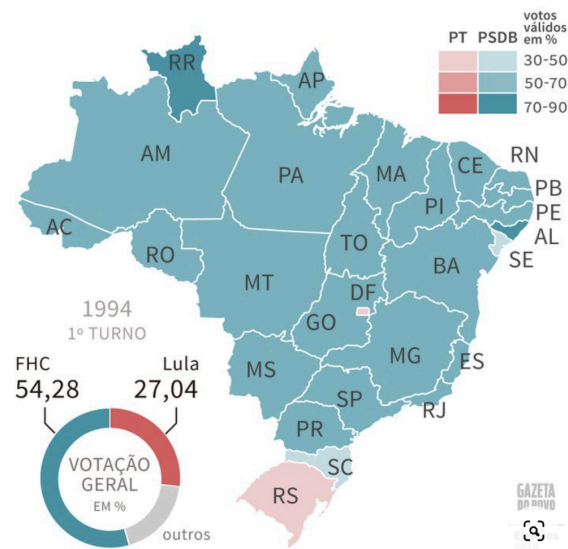 votos
válidos
em %
PT PSDB
30-50
50-70
70-90
RR
AP
AM
PA
MA
CE
RN
PB
PE
AL
SE
PI
AC
RO
TO
BA
MT
DF
GO
MG
ES
MS
SP
RJ
PR
SC
RS
1994
1º TURNO
FHC
54,28
Lula
27,04
VOTAÇÃO
GERAL
EM %
outros
GAZETA
DO POVO